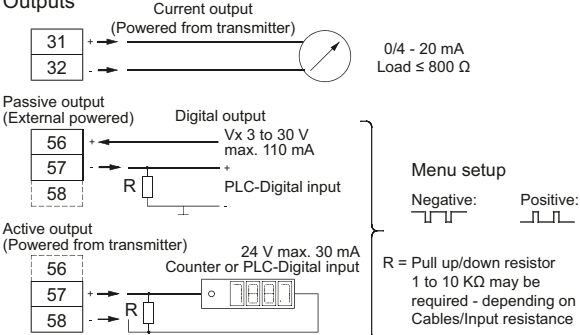 Outputs
Current output
(Powered from transmitter)
31 +
32 -
0/4 - 20 mA
Load ≤ 800 Ω
Passive output
(External powered)
Digital output
56 +
Vx 3 to 30 V
max. 110 mA
57 -
+
R
PLC-Digital input
58
-
Menu setup
Negative: Positive:
Active output
(Powered from transmitter)
24 V max. 30 mA
Counter or PLC-Digital input
56
57 +
58 -
R
R = Pull up/down resistor
1 to 10 KΩ may be
required - depending on
Cables/Input resistance